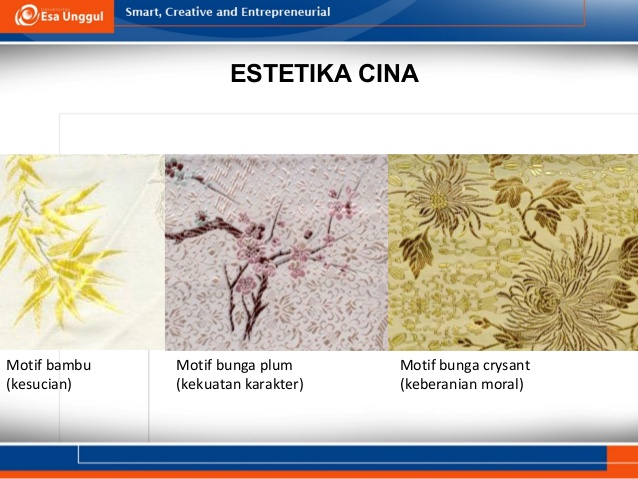 Esa Unggul
Smart, Creative and Entrepreneurial
ESTETIKA CINA
Motif bambu
(kesucian)
Motif bunga plum
(kekuatan karakter)
Motif bunga crysant
(keberanian moral)